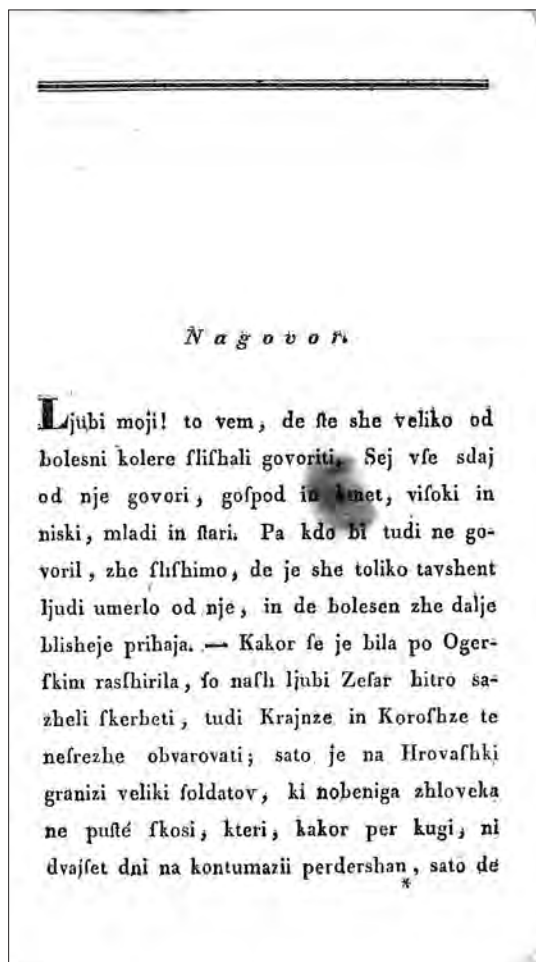 Nagovor.
Ljubi moji! to vem, de ſte she veliko od
bolesni kolere ſliſhali govoriti. Sej vſe sdaj
od nje govori, goſpod in kmet, viſoki in
niski, mladi in ſtari. Pa kdo bi tudi ne go-
voril, zhe ſliſhimo, de je she toliko tavshent
ljudi umerlo od nje, in de bolesen zhe dalje
blisheje prihaja. — Kakor ſe je bila po Oger-
ſkim rasſhirila, ſo naſh ljubi Zeſar hitro sa-
zheli ſkerbeti, tudi Krajnze in Koroſhze te
neſrezhe obvarovati; sato je na Hrovaſhki
granizi veliki ſoldatov, ki nobeniga zhloveka
ne puſté ſkosi, kteri, kakor per kugi, ni
dvajſet dni na kontumazii perdershan, sato de
*